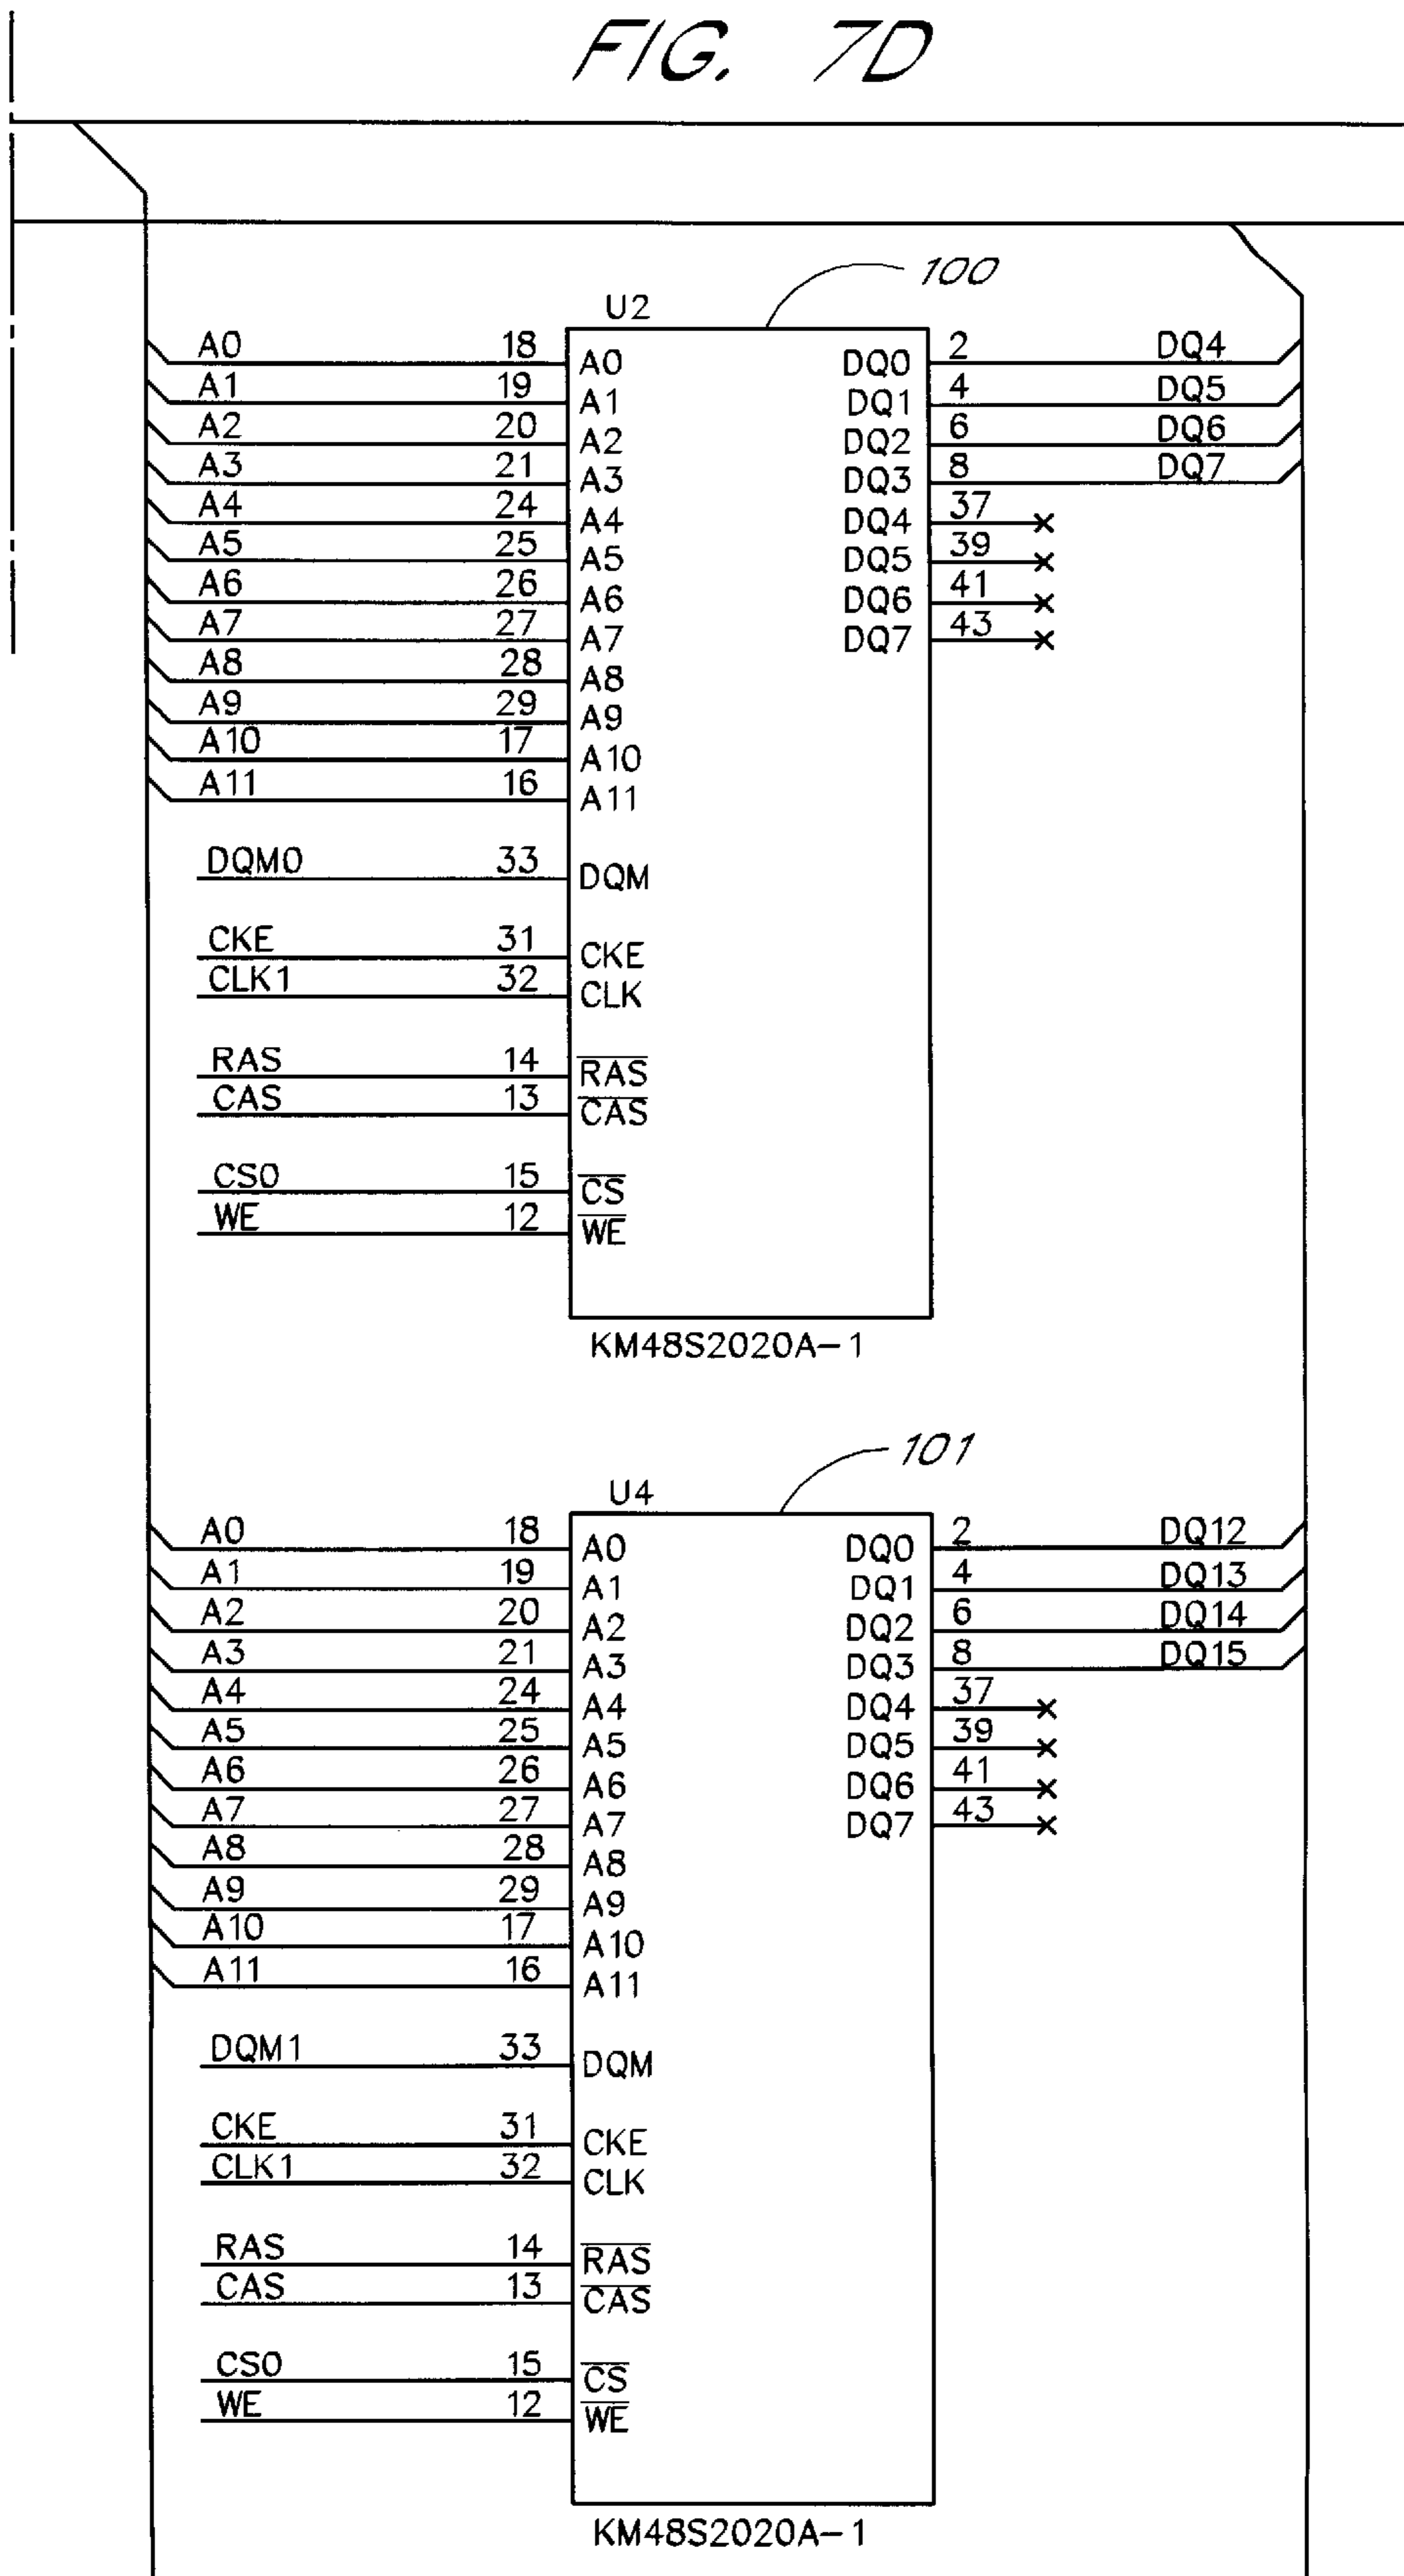 FIG. 7D
100
U2
A0 18 A0 DQ0 2 DQ4
A1 19 A1 DQ1 4 DQ5
A2 20 A2 DQ2 6 DQ6
A3 21 A3 DQ3 8 DQ7
A4 24 A4 DQ4 37
A5 25 A5 DQ5 39
A6 26 A6 DQ6 41
A7 27 A7 DQ7 43
A8 28 A8
A9 29 A9
A10 17 A10
A11 16 A11
DQM0 33 DQM
CKE 31 CKE
CLK1 32 CLK
RAS 14 RAS
CAS 13 CAS
CS0 15 CS
WE 12 WE
KM48S2020A-1
101
U4
A0 18 A0 DQ0 2 DQ12
A1 19 A1 DQ1 4 DQ13
A2 20 A2 DQ2 6 DQ14
A3 21 A3 DQ3 8 DQ15
A4 24 A4 DQ4 37
A5 25 A5 DQ5 39
A6 26 A6 DQ6 41
A7 27 A7 DQ7 43
A8 28 A8
A9 29 A9
A10 17 A10
A11 16 A11
DQM1 33 DQM
CKE 31 CKE
CLK1 32 CLK
RAS 14 RAS
CAS 13 CAS
CS0 15 CS
WE 12 WE
KM48S2020A-1